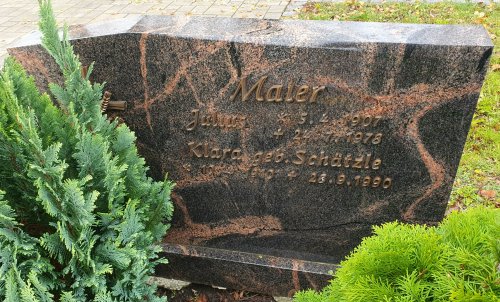 Maier
Julius * 5.4.1907
+ 1978
Klara geb. Schätzle
+ 23.9.1990